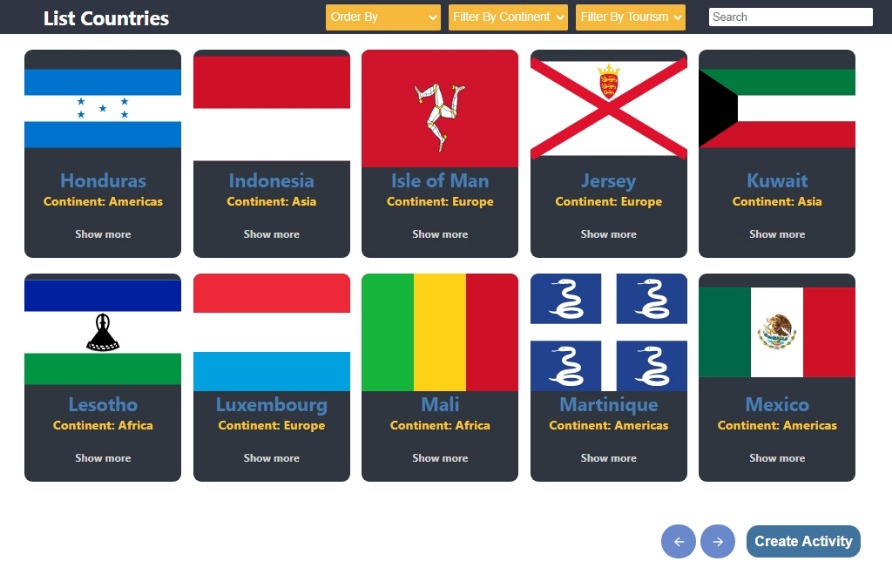 List Countries
Order By
Filter By Continent
Filter By Tourism
Search
Honduras
Continent: Americas
Show more
Indonesia
Continent: Asia
Show more
Isle of Man
Continent: Europe
Show more
Jersey
Continent: Europe
Show more
Kuwait
Continent: Asia
Show more
Lesotho
Continent: Africa
Show more
Luxembourg
Continent: Europe
Show more
Mali
Continent: Africa
Show more
Martinique
Continent: Americas
Show more
Mexico
Continent: Americas
Show more
Create Activity